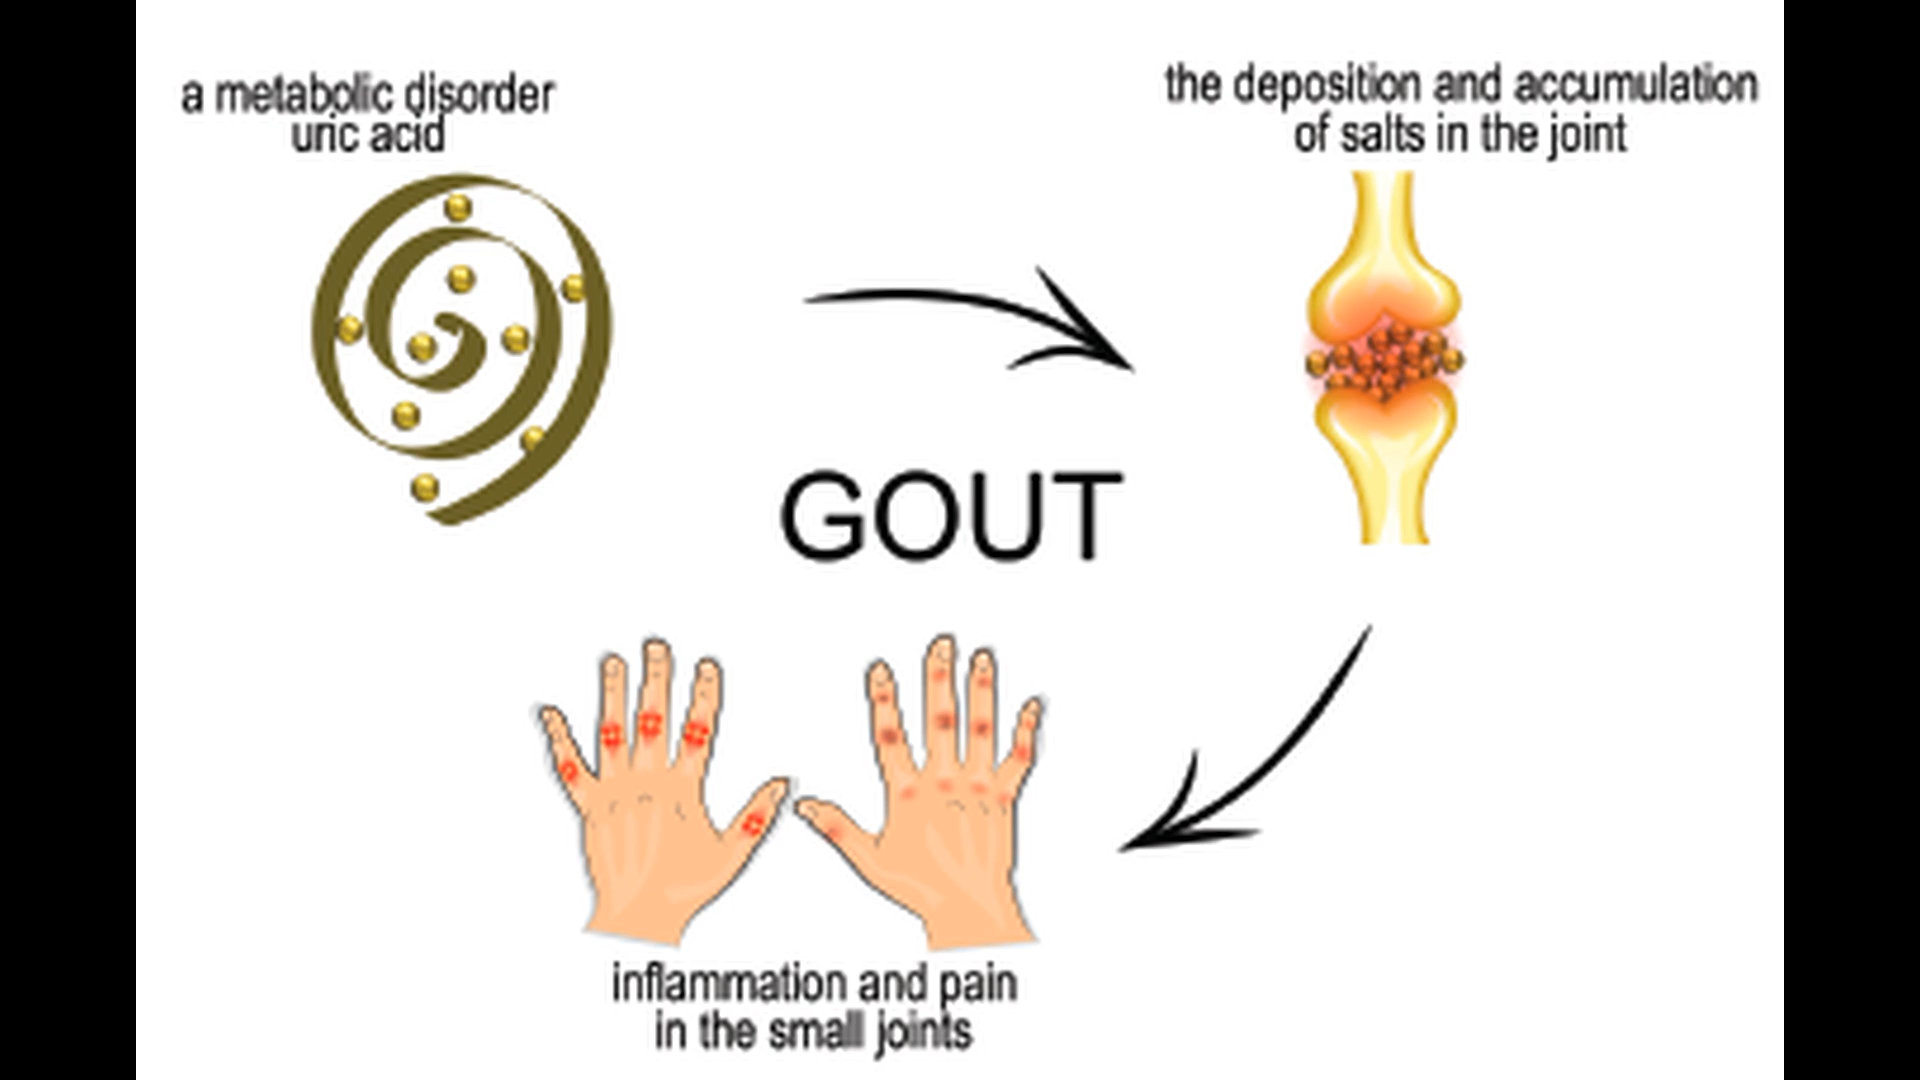 a metabolic disorder
uric acid
the deposition and accumulation
of salts in the joint
GOUT
inflammation and pain
in the small joints